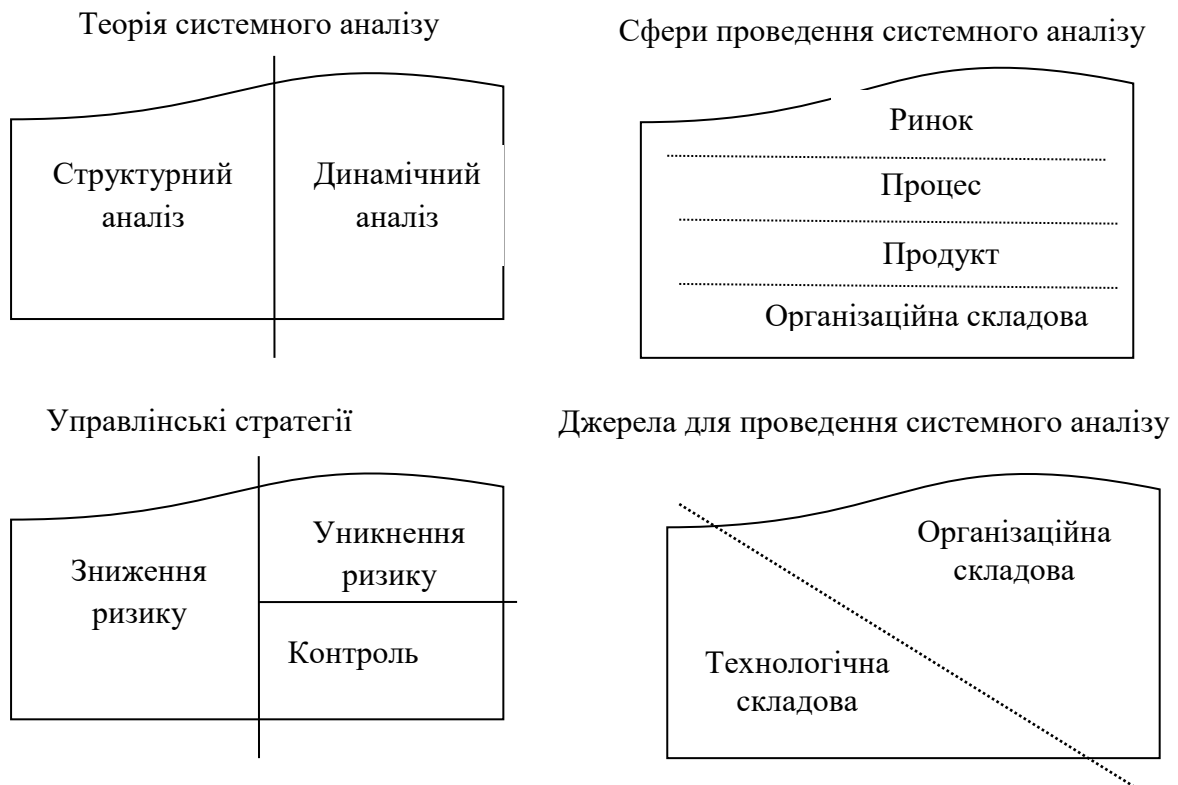 Теорія системного аналізу
Структурний
аналіз
Динамічний
аналіз
Сфери проведення системного аналізу
Ринок
Процес
Продукт
Організаційна складова
Управлінські стратегії
Зниження
ризику
Уникнення
ризику
Контроль
Джерела для проведення системного аналізу
Організаційна
складова
Технологічна
складова